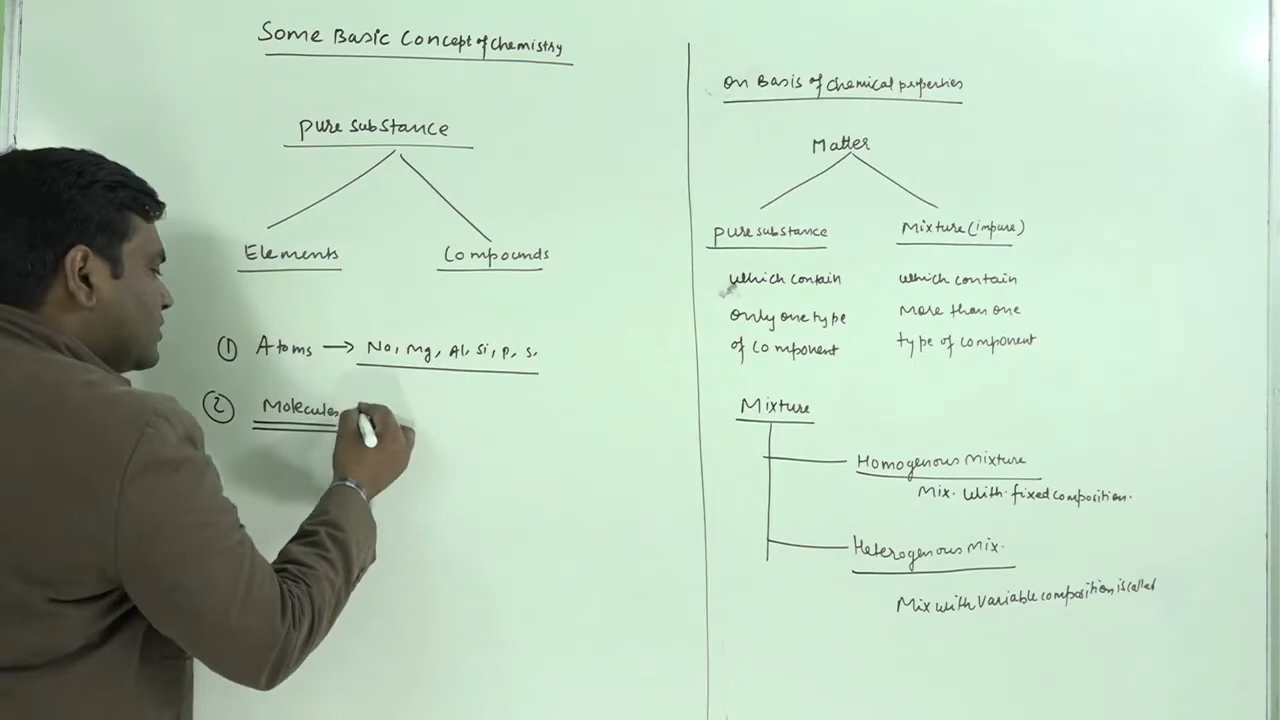 Some Basic Concept of Chemistry
Pure substance
Elements Compounds
① Atoms → Na, Mg, Al, Si, P, S.
② Molecules
On Basis of Chemical properties
Matter
Pure substance Mixture (impure)
which contain which contain
only one type More than one
of component type of component
Mixture
Homogenous Mixture
Mix. with fixed composition.
Heterogenous Mix.
Mix with variable composition is called